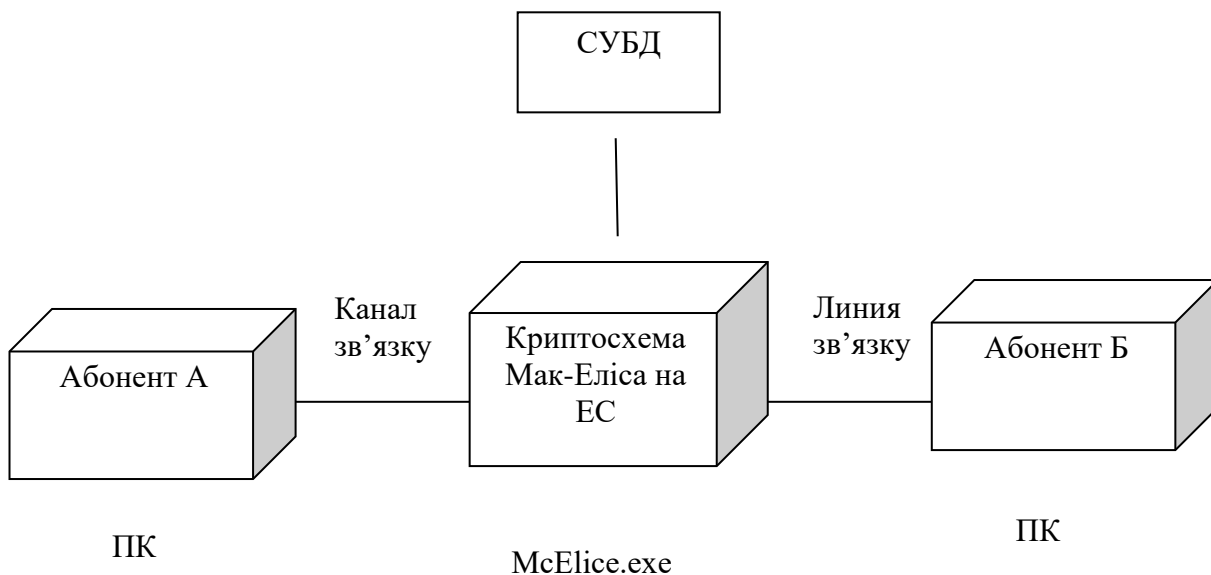 СУБД
Канал
зв’язку
Линия
зв’язку
Абонент А
Криптосхема
Мак-Еліса на
ЕС
Абонент Б
ПК
McElice.exe
ПК